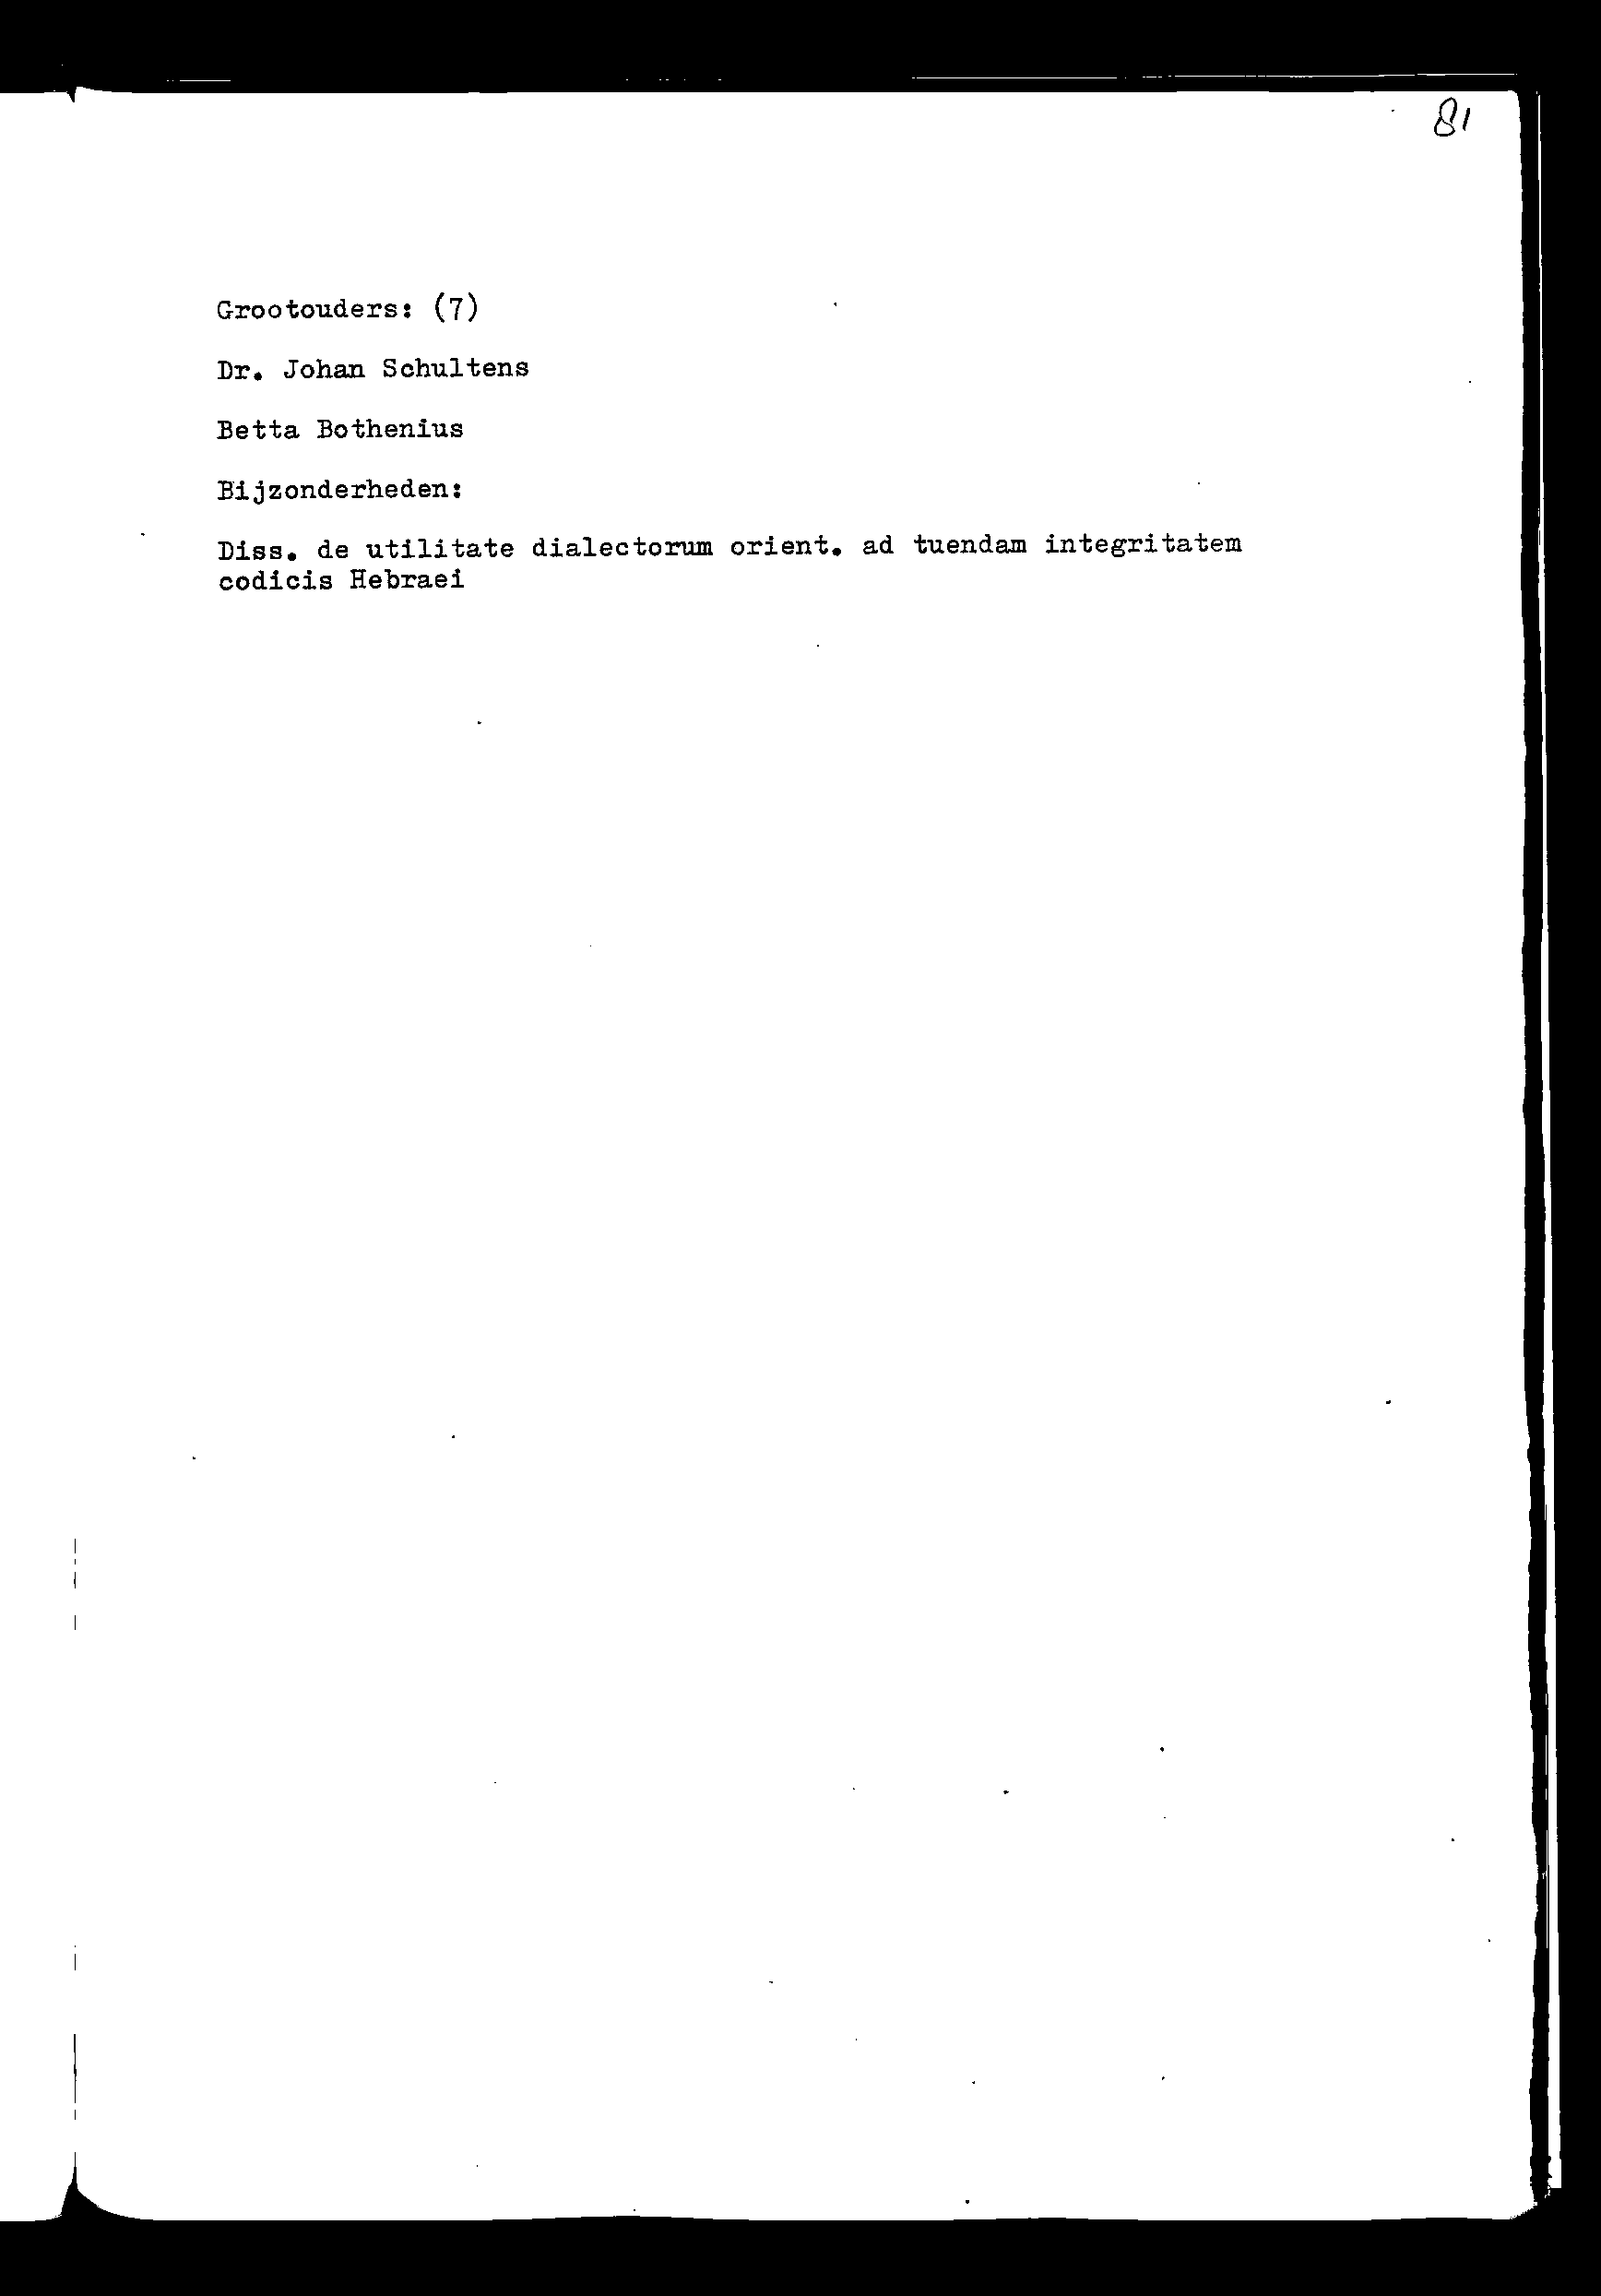 81
Grootouders: (7)
Dr. Johan Schultens
Betta Bothenius
Bijzonderheden:
Diss. de utilitate dialectorum orient. ad tuendam integritatem
codicis Hebraei